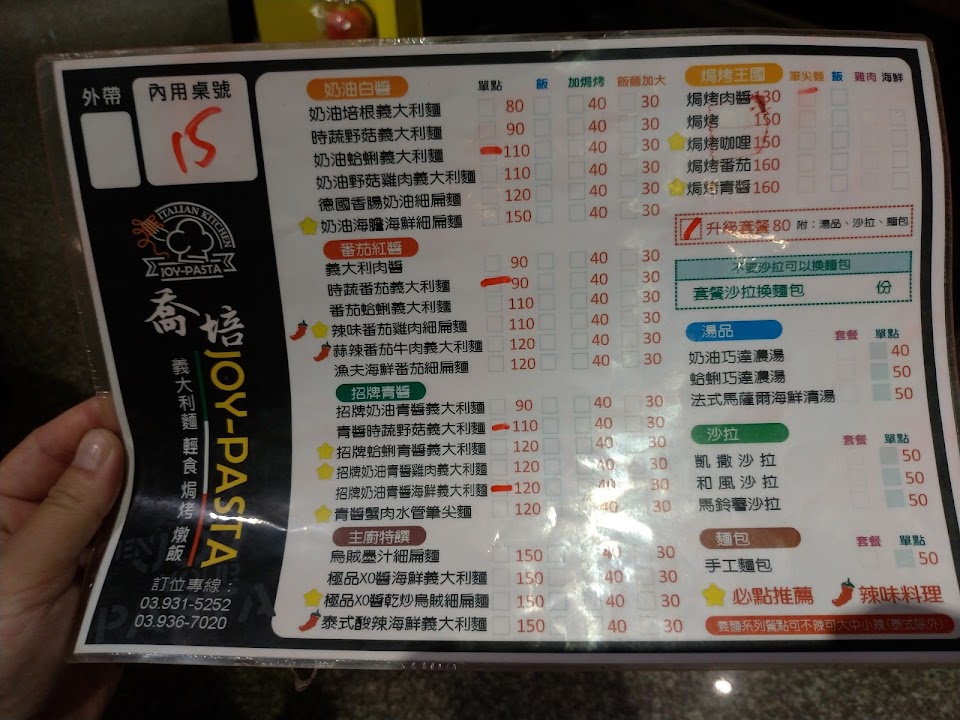 外帶
內用桌號
15
ITALIAN KITCHEN
JOY-PASTA
喬培
JOY-PASTA
義大利麵 輕食 焗烤 燉飯
訂位專線：
03.931-5252
03.936-7020
奶油白醬 單點 飯 加焗烤 飯麵加大
奶油培根義大利麵 80 40 30
時蔬野菇義大利麵 90 40 30
奶油蛤蜊義大利麵 110 40 30
奶油野菇雞肉義大利麵 110 40 30
德國香腸奶油細扁麵 120 40 30
奶油海膽海鮮細扁麵 150 40 30
番茄紅醬
義大利肉醬 90 40 30
時蔬番茄義大利麵 90 40 30
番茄蛤蜊義大利麵 110 40 30
辣味番茄雞肉細扁麵 110 40 30
蒜辣番茄牛肉義大利麵 120 40 30
漁夫海鮮番茄細扁麵 120 40 30
招牌青醬
招牌奶油青醬義大利麵 90 40 30
青醬時蔬野菇義大利麵 110 40 30
招牌蛤蜊青醬義大利麵 120 40 30
招牌奶油青醬雞肉義大利麵 120 40 30
招牌奶油青醬海鮮義大利麵 120 40 30
青醬蟹肉水管筆尖麵 120 40 30
主廚特饌
烏賊墨汁細扁麵 150 40 30
極品XO醬海鮮義大利麵 150 40 30
極品XO醬乾炒烏賊細扁麵 150 40 30
泰式酸辣海鮮義大利麵 150 40 30
焗烤王國 筆尖麵 飯 雞肉 海鮮
焗烤肉醬 130
焗烤 150
焗烤咖哩 150
焗烤番茄 160
焗烤青醬 160
升級套餐 80 附：湯品、沙拉、麵包
不要沙拉可以換麵包
套餐沙拉換麵包 份
湯品 套餐 單點
奶油巧達濃湯 40
蛤蜊巧達濃湯 50
法式馬薩爾海鮮清湯 50
沙拉 套餐 單點
凱撒沙拉 50
和風沙拉 50
馬鈴薯沙拉 50
麵包 套餐 單點
手工麵包 50
必點推薦 辣味料理
義麵系列餐點可不辣可大中小辣(泰式除外)